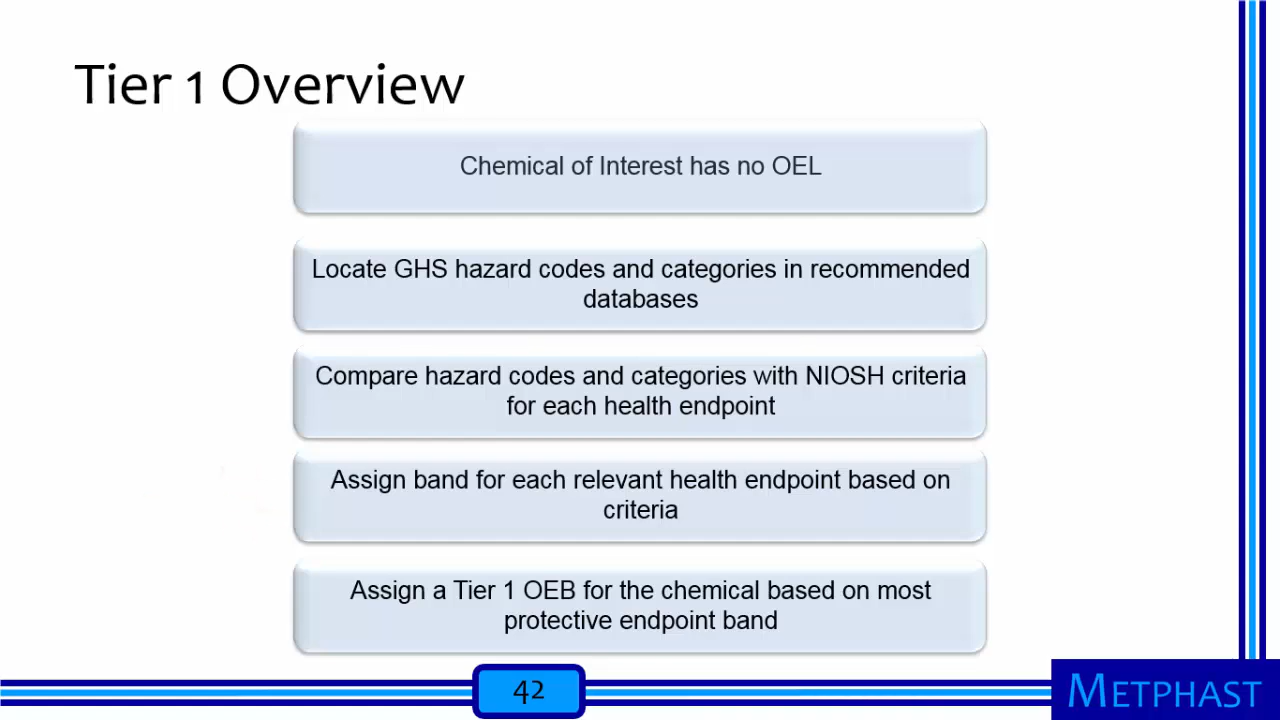 Tier 1 Overview
Chemical of Interest has no OEL
Locate GHS hazard codes and categories in recommended
databases
Compare hazard codes and categories with NIOSH criteria
for each health endpoint
Assign band for each relevant health endpoint based on
criteria
Assign a Tier 1 OEB for the chemical based on most
protective endpoint band
42
METPHAST